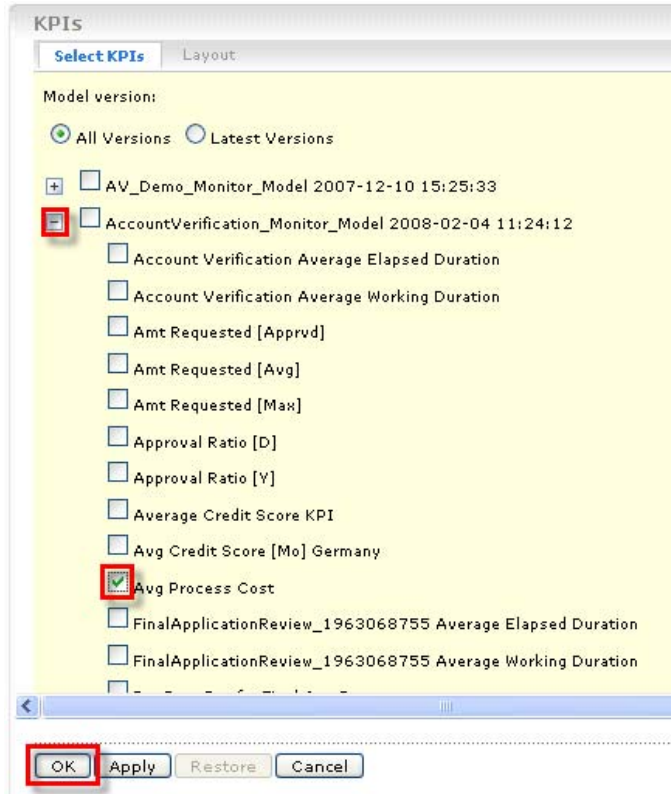 KPIs
Select KPIs Layout
Model version:
All Versions Latest Versions
AV_Demo_Monitor_Model 2007-12-10 15:25:33
AccountVerification_Monitor_Model 2008-02-04 11:24:12
Account Verification Average Elapsed Duration
Account Verification Average Working Duration
Amt Requested [Apprvd]
Amt Requested [Avg]
Amt Requested [Max]
Approval Ratio [D]
Approval Ratio [Y]
Average Credit Score KPI
Avg Credit Score [Mo] Germany
Avg Process Cost
FinalApplicationReview_1963068755 Average Elapsed Duration
FinalApplicationReview_1963068755 Average Working Duration
OK Apply Restore Cancel